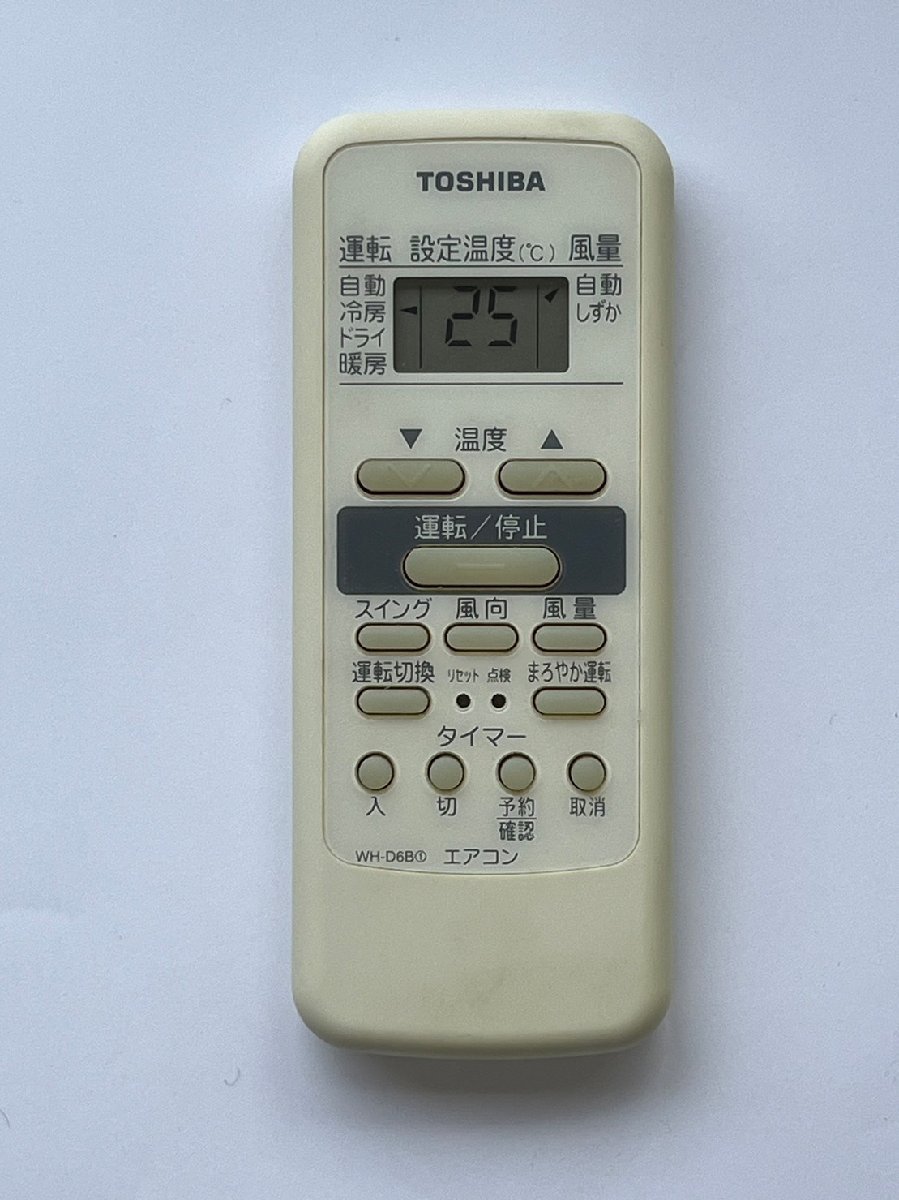 TOSHIBA
運転 設定温度(℃) 風量
自動 25 自動
冷房 しずか
ドライ
暖房
▼ 温度 ▲
運転/停止
スイング 風向 風量
運転切換 リセット 点検 まろやか運転
タイマー
入 切 予約 取消
確認
WH-D6B① エアコン